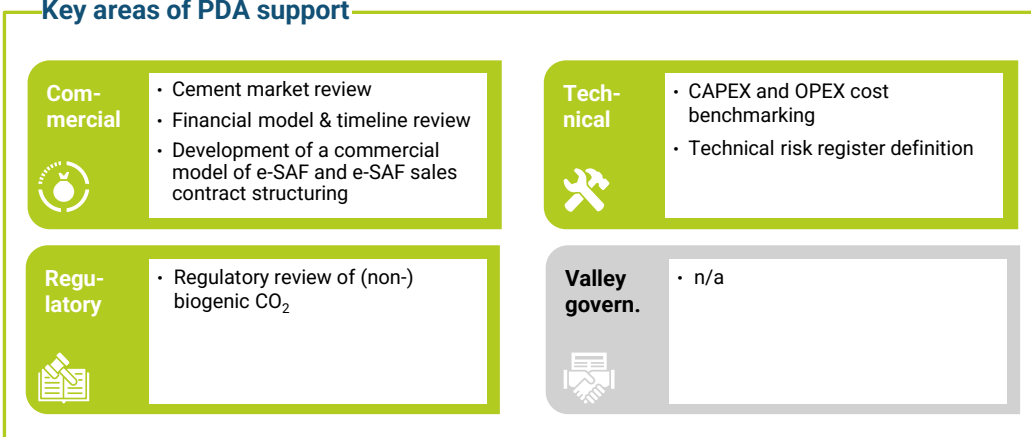 Key areas of PDA support
Com-
mercial
• Cement market review
• Financial model & timeline review
• Development of a commercial
model of e-SAF and e-SAF sales
contract structuring
Tech-
nical
• CAPEX and OPEX cost
benchmarking
• Technical risk register definition
Regu-
latory
• Regulatory review of (non-)
biogenic CO₂
Valley
govern.
• n/a